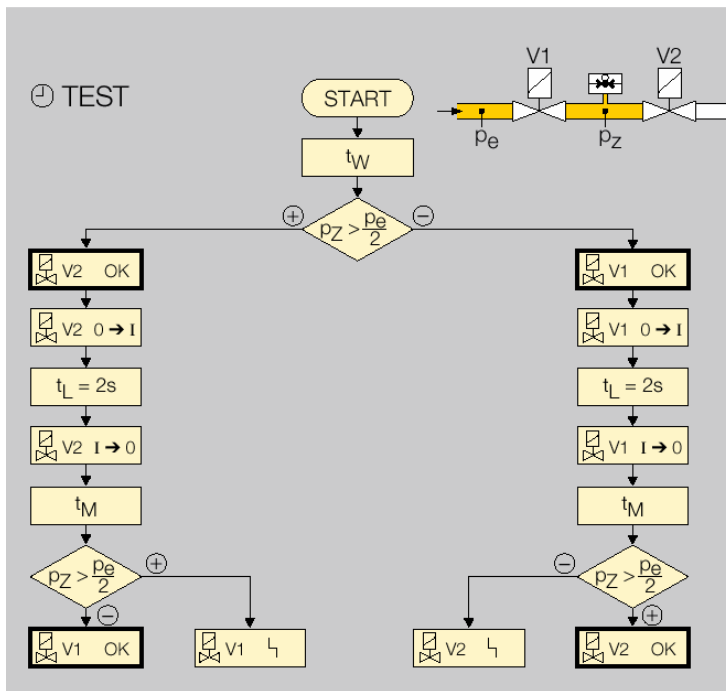 TEST
V1 V2
pe pz
START
tW
+ pZ > pe/2 −
V2 OK
V1 OK
V2 0 ➔ I
V1 0 ➔ I
tL = 2s
tL = 2s
V2 I ➔ 0
V1 I ➔ 0
tM
tM
pZ > pe/2 +
− pZ > pe/2
−
+
V1 OK
V1
V2
V2 OK